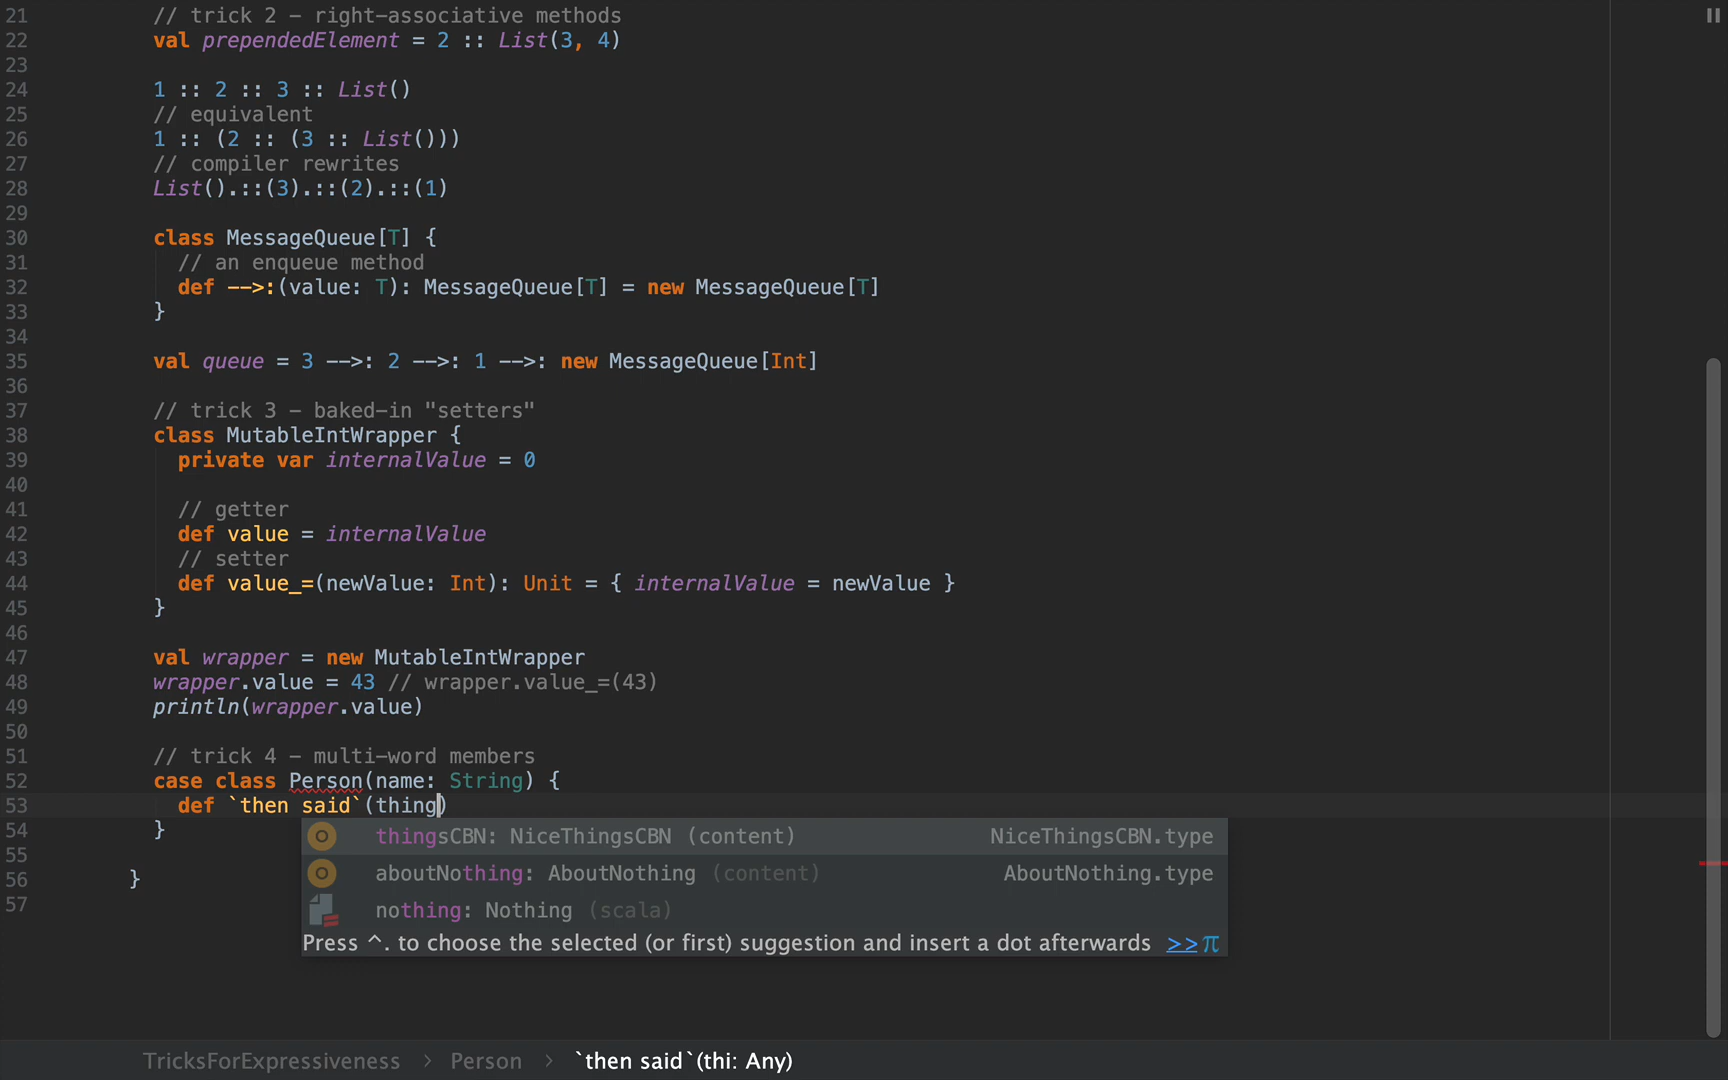 21 // trick 2 - right-associative methods
22 val prependedElement = 2 :: List(3, 4)
23
24 1 :: 2 :: 3 :: List()
25 // equivalent
26 1 :: (2 :: (3 :: List()))
27 // compiler rewrites
28 List().::(3).::(2).::(1)
29
30 class MessageQueue[T] {
31 // an enqueue method
32 def -->:(value: T): MessageQueue[T] = new MessageQueue[T]
33 }
34
35 val queue = 3 -->: 2 -->: 1 -->: new MessageQueue[Int]
36
37 // trick 3 - baked-in "setters"
38 class MutableIntWrapper {
39 private var internalValue = 0
40
41 // getter
42 def value = internalValue
43 // setter
44 def value_=(newValue: Int): Unit = { internalValue = newValue }
45 }
46
47 val wrapper = new MutableIntWrapper
48 wrapper.value = 43 // wrapper.value_=(43)
49 println(wrapper.value)
50
51 // trick 4 - multi-word members
52 case class Person(name: String) {
53 def `then said`(thing)
54 }
thingsCBN: NiceThingsCBN (content) NiceThingsCBN.type
55
aboutNothing: AboutNothing (content) AboutNothing.type
56 }
57
nothing: Nothing (scala)
Press ^. to choose the selected (or first) suggestion and insert a dot afterwards >> π
TricksForExpressiveness > Person > `then said`(thi: Any)